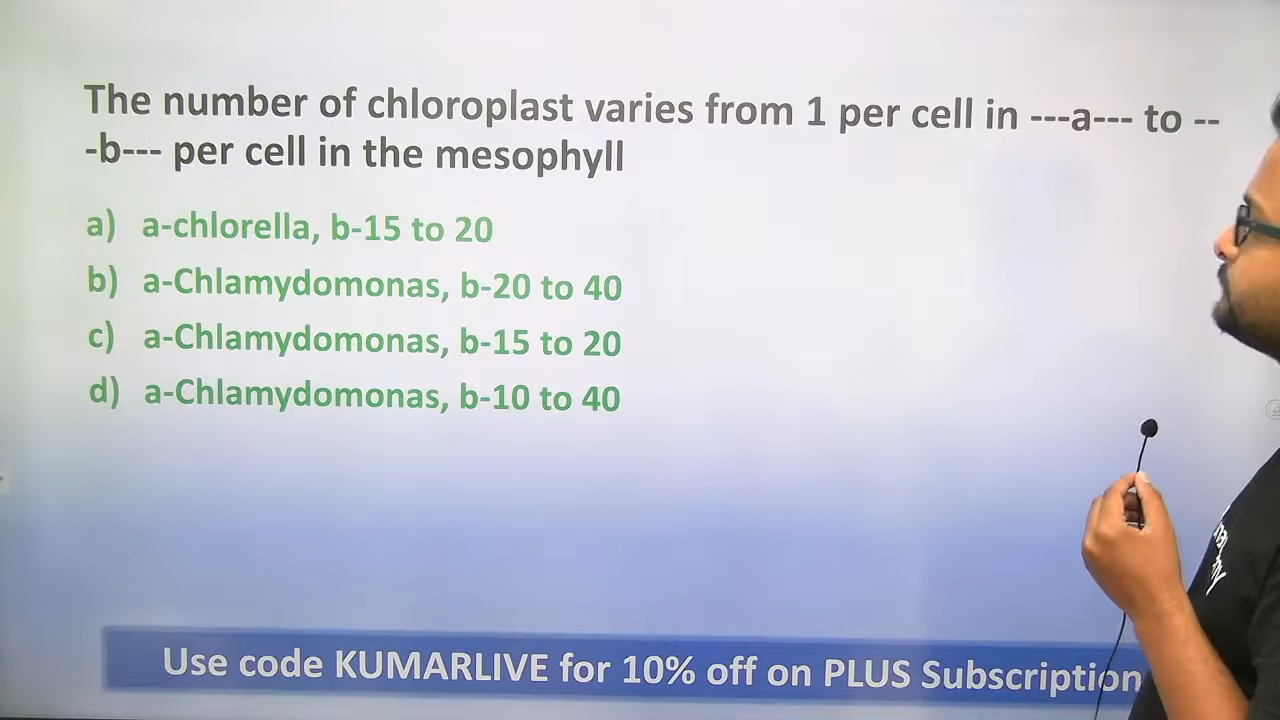 The number of chloroplast varies from 1 per cell in ---a--- to --
-b--- per cell in the mesophyll
a) a-chlorella, b-15 to 20
b) a-Chlamydomonas, b-20 to 40
c) a-Chlamydomonas, b-15 to 20
d) a-Chlamydomonas, b-10 to 40
Use code KUMARLIVE for 10% off on PLUS Subscription